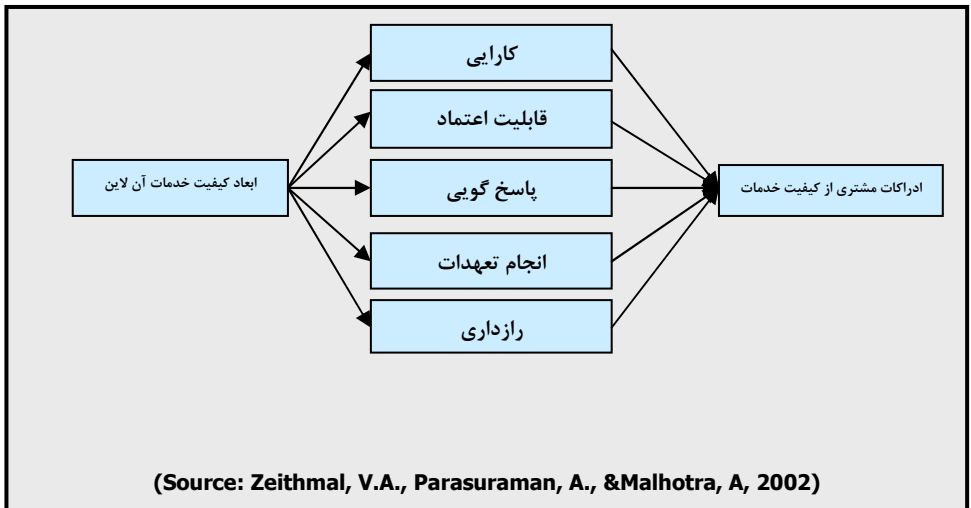 کارایی
قابلیت اعتماد
ابعاد کیفیت خدمات آن لاین
پاسخ گویی
ادراکات مشتری از کیفیت خدمات
انجام تعهدات
رازداری
(Source: Zeithmal, V.A., Parasuraman, A., &Malhotra, A, 2002)